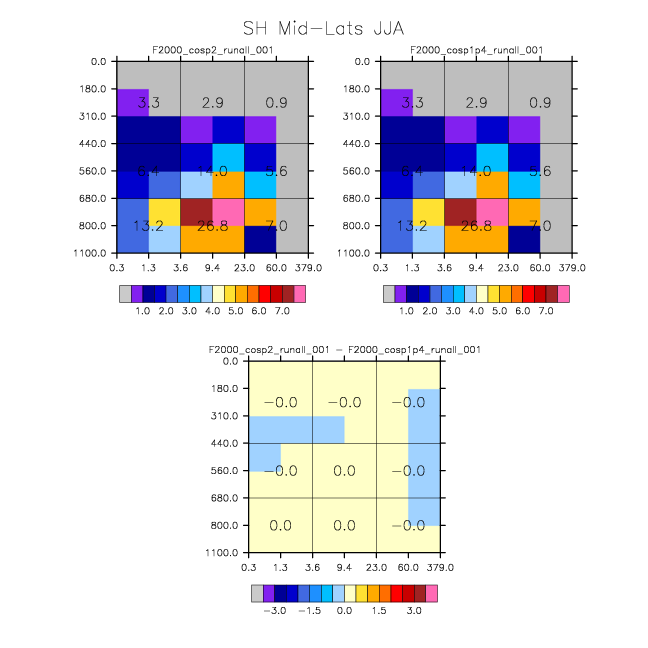 SH Mid-Lats JJA
F2000_cosp2_runall_001 F2000_cosp1p4_runall_001
0.0 0.0
180.0 3.3 2.9 0.9 180.0 3.3 2.9 0.9
310.0 310.0
440.0 440.0
560.0 6.4 14.0 5.6 560.0 6.4 14.0 5.6
680.0 680.0
800.0 13.2 26.8 7.0 800.0 13.2 26.8 7.0
1100.0 1100.0
0.3 1.3 3.6 9.4 23.0 60.0 379.0 0.3 1.3 3.6 9.4 23.0 60.0 379.0
1.0 2.0 3.0 4.0 5.0 6.0 7.0 1.0 2.0 3.0 4.0 5.0 6.0 7.0
F2000_cosp2_runall_001 - F2000_cosp1p4_runall_001
0.0
180.0
-0.0 -0.0 -0.0
310.0
440.0
560.0 -0.0 0.0 0.0
680.0
800.0 0.0 0.0 -0.0
1100.0
0.3 1.3 3.6 9.4 23.0 60.0 379.0
-3.0 -1.5 0.0 1.5 3.0